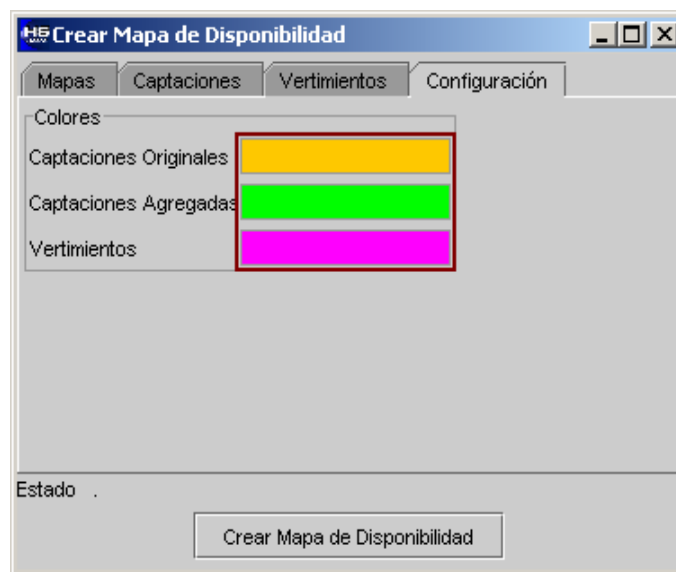 HS Crear Mapa de Disponibilidad
Mapas Captaciones Vertimientos Configuración
Colores
Captaciones Originales
Captaciones Agregadas
Vertimientos
Estado .
Crear Mapa de Disponibilidad